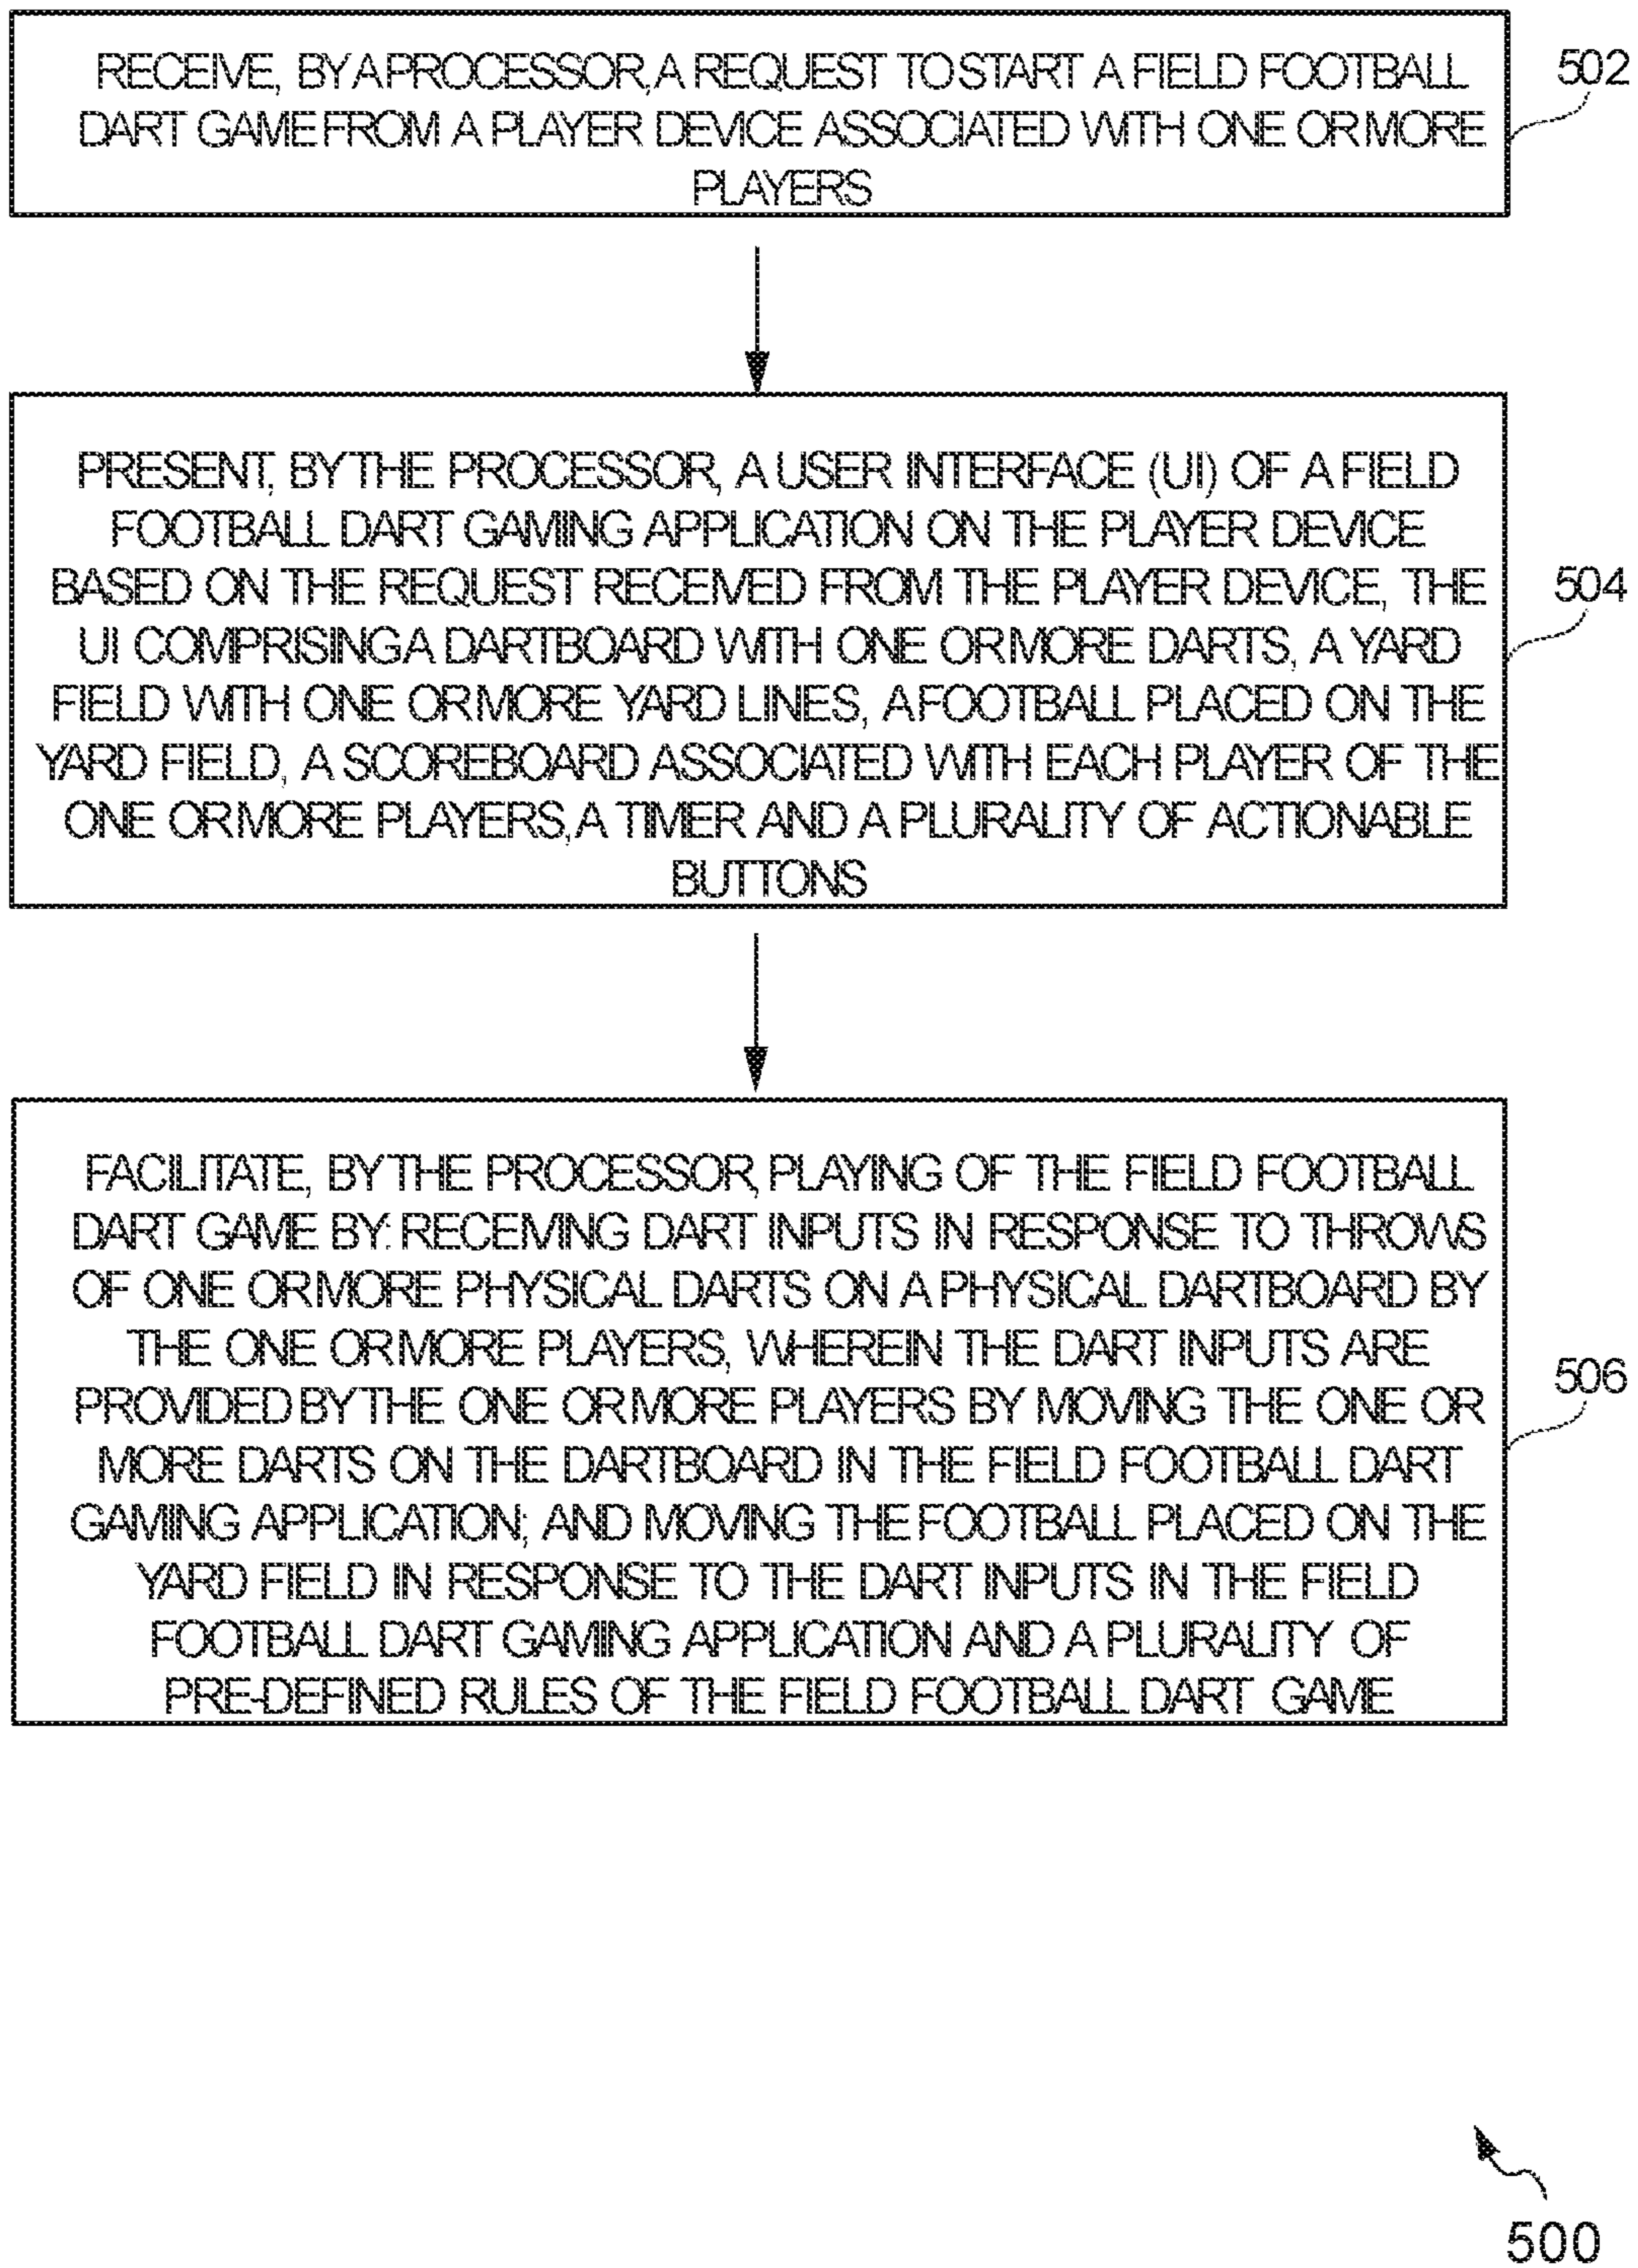 RECEIVE, BY A PROCESSOR, A REQUEST TO START A FIELD FOOTBALL
DART GAME FROM A PLAYER DEVICE ASSOCIATED WITH ONE OR MORE
PLAYERS
502
PRESENT, BY THE PROCESSOR, A USER INTERFACE (UI) OF A FIELD
FOOTBALL DART GAMING APPLICATION ON THE PLAYER DEVICE
BASED ON THE REQUEST RECEIVED FROM THE PLAYER DEVICE, THE
UI COMPRISING A DARTBOARD WITH ONE OR MORE DARTS, A YARD
FIELD WITH ONE OR MORE YARD LINES, A FOOTBALL PLACED ON THE
YARD FIELD, A SCOREBOARD ASSOCIATED WITH EACH PLAYER OF THE
ONE OR MORE PLAYERS, A TIMER AND A PLURALITY OF ACTIONABLE
BUTTONS
504
FACILITATE, BY THE PROCESSOR, PLAYING OF THE FIELD FOOTBALL
DART GAME BY: RECEIVING DART INPUTS IN RESPONSE TO THROWS
OF ONE OR MORE PHYSICAL DARTS ON A PHYSICAL DARTBOARD BY
THE ONE OR MORE PLAYERS, WHEREIN THE DART INPUTS ARE
PROVIDED BY THE ONE OR MORE PLAYERS BY MOVING THE ONE OR
MORE DARTS ON THE DARTBOARD IN THE FIELD FOOTBALL DART
GAMING APPLICATION; AND MOVING THE FOOTBALL PLACED ON THE
YARD FIELD IN RESPONSE TO THE DART INPUTS IN THE FIELD
FOOTBALL DART GAMING APPLICATION AND A PLURALITY OF
PRE-DEFINED RULES OF THE FIELD FOOTBALL DART GAME
506
500